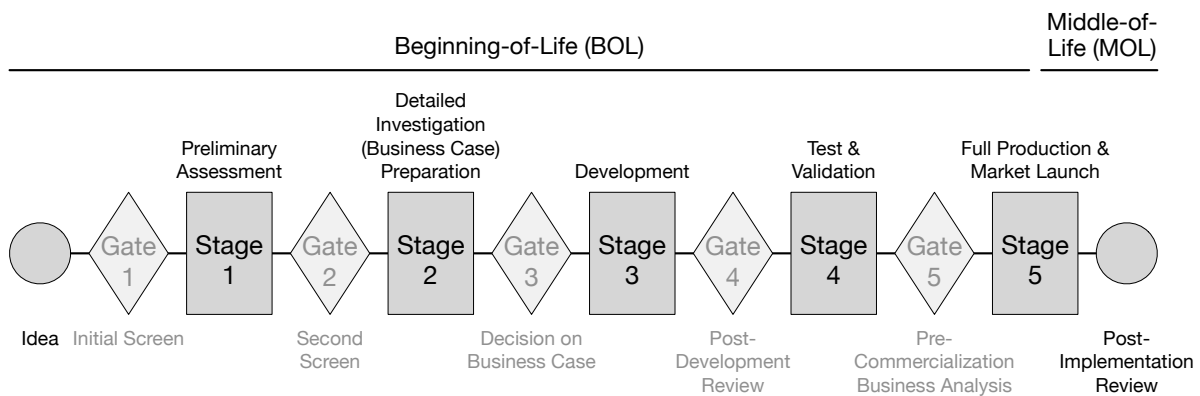 Beginning-of-Life (BOL)
Middle-of-
Life (MOL)
Preliminary
Assessment
Detailed
Investigation
(Business Case)
Preparation
Development
Test &
Validation
Full Production &
Market Launch
Gate
1
Stage
1
Gate
2
Stage
2
Gate
3
Stage
3
Gate
4
Stage
4
Gate
5
Stage
5
Idea
Initial Screen
Second
Screen
Decision on
Business Case
Post-
Development
Review
Pre-
Commercialization
Business Analysis
Post-
Implementation
Review